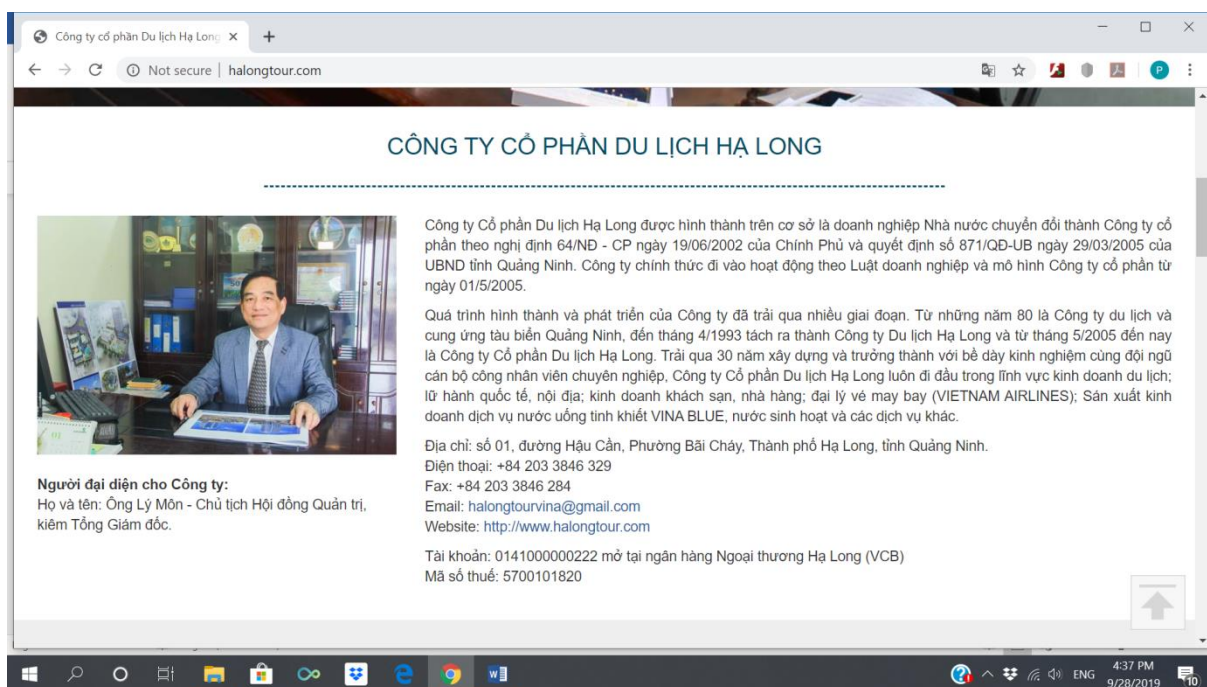 Công ty cổ phần Du lịch Hạ Long
Not secure | halongtour.com
CÔNG TY CỔ PHẦN DU LỊCH HẠ LONG
Công ty Cổ phần Du lịch Hạ Long được hình thành trên cơ sở là doanh nghiệp Nhà nước chuyển đổi thành Công ty cổ
phần theo nghị định 64/NĐ - CP ngày 19/06/2002 của Chính Phủ và quyết định số 871/QĐ-UB ngày 29/03/2005 của
UBND tỉnh Quảng Ninh. Công ty chính thức đi vào hoạt động theo Luật doanh nghiệp và mô hình Công ty cổ phần từ
ngày 01/5/2005.
Quá trình hình thành và phát triển của Công ty đã trải qua nhiều giai đoạn. Từ những năm 80 là Công ty du lịch và
cung ứng tàu biển Quảng Ninh, đến tháng 4/1993 tách ra thành Công ty Du lịch Hạ Long và từ tháng 5/2005 đến nay
là Công ty Cổ phần Du lịch Hạ Long. Trải qua 30 năm xây dựng và trưởng thành với bề dày kinh nghiệm cùng đội ngũ
cán bộ công nhân viên chuyên nghiệp, Công ty Cổ phần Du lịch Hạ Long luôn đi đầu trong lĩnh vực kinh doanh du lịch;
lữ hành quốc tế, nội địa; kinh doanh khách sạn, nhà hàng; đại lý vé may bay (VIETNAM AIRLINES); Sán xuất kinh
doanh dịch vụ nước uống tinh khiết VINA BLUE, nước sinh hoạt và các dịch vụ khác.
Địa chỉ: số 01, đường Hậu Cần, Phường Bãi Cháy, Thành phố Hạ Long, tỉnh Quảng Ninh.
Điện thoại: +84 203 3846 329
Fax: +84 203 3846 284
Email: halongtourvina@gmail.com
Website: http://www.halongtour.com
Tài khoản: 0141000000222 mở tại ngân hàng Ngoại thương Hạ Long (VCB)
Mã số thuế: 5700101820
Người đại diện cho Công ty:
Họ và tên: Ông Lý Môn - Chủ tịch Hội đồng Quản trị,
kiêm Tổng Giám đốc.
ENG
4:37 PM
9/28/2019
10